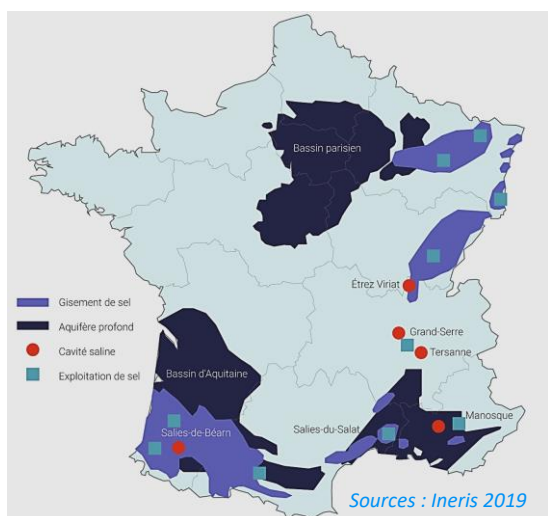 Bassin parisien
Étrez Viriat
Gisement de sel
Aquifère profond
Cavité saline
Exploitation de sel
Grand-Serre
Tersanne
Bassin d'Aquitaine
Salies-du-Salat
Manosque
Salies-de-Béarn
Sources : Ineris 2019